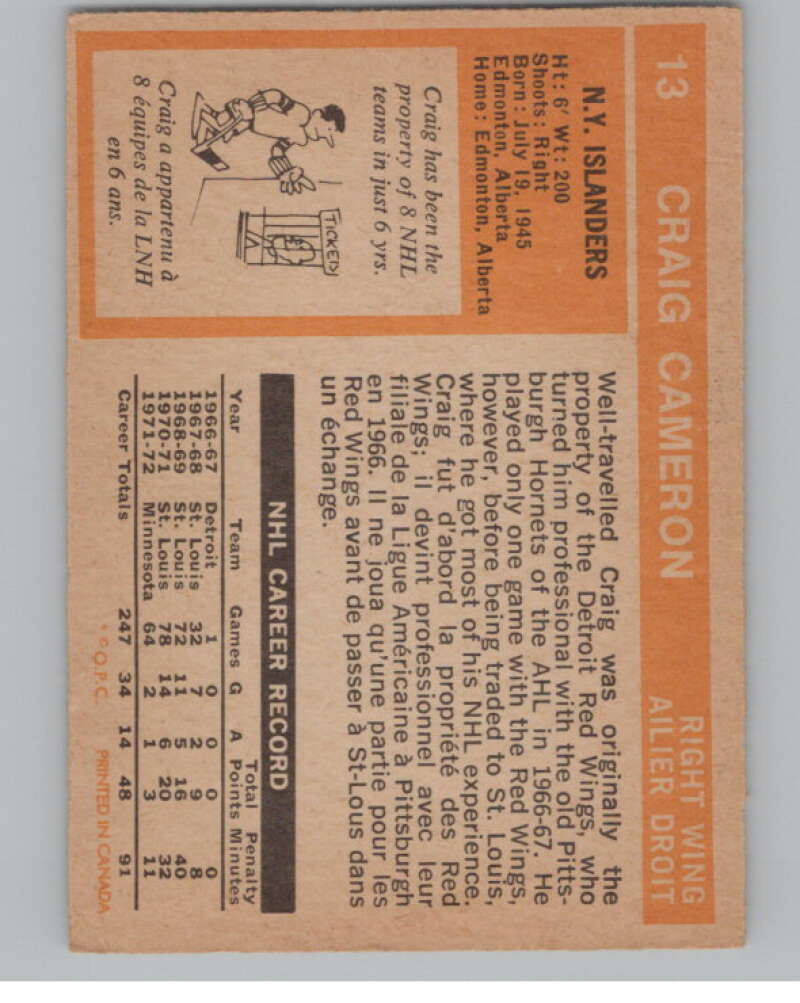 13 CRAIG CAMERON
RIGHT WING
AILIER DROIT
N.Y. ISLANDERS
Ht: 6' Wt: 200
Shoots: Right
Born: July 19, 1945
Edmonton, Alberta
Home: Edmonton, Alberta
Craig has been the
property of 8 NHL
teams in just 6 yrs.
TICKED
Craig a appartenu à
8 équipes de la LNH
en 6 ans.
Well-travelled Craig was originally the
property of the Detroit Red Wings, who
turned him professional with the old Pitts-
burgh Hornets of the AHL in 1966-67. He
played only one game with the Red Wings,
however, before being traded to St. Louis,
where he got most of his NHL experience.
Craig fut d'abord la propriété des Red
Wings; il devint professionnel avec leur
filiale de la Ligue Américaine à Pittsburgh
en 1966. Il ne joua qu'une partie pour les
Red Wings avant de passer à St-Lous dans
un échange.
NHL CAREER RECORD
Year Team Games G A Total Points Penalty Minutes
1966-67 Detroit 1 0 0 0 0
1967-68 St. Louis 32 7 2 9 8
1968-69 St. Louis 72 11 5 16 40
1970-71 St. Louis 78 14 6 20 32
1971-72 Minnesota 64 2 1 3 11
Career Totals 247 34 14 48 91
* © O.P.C. PRINTED IN CANADA